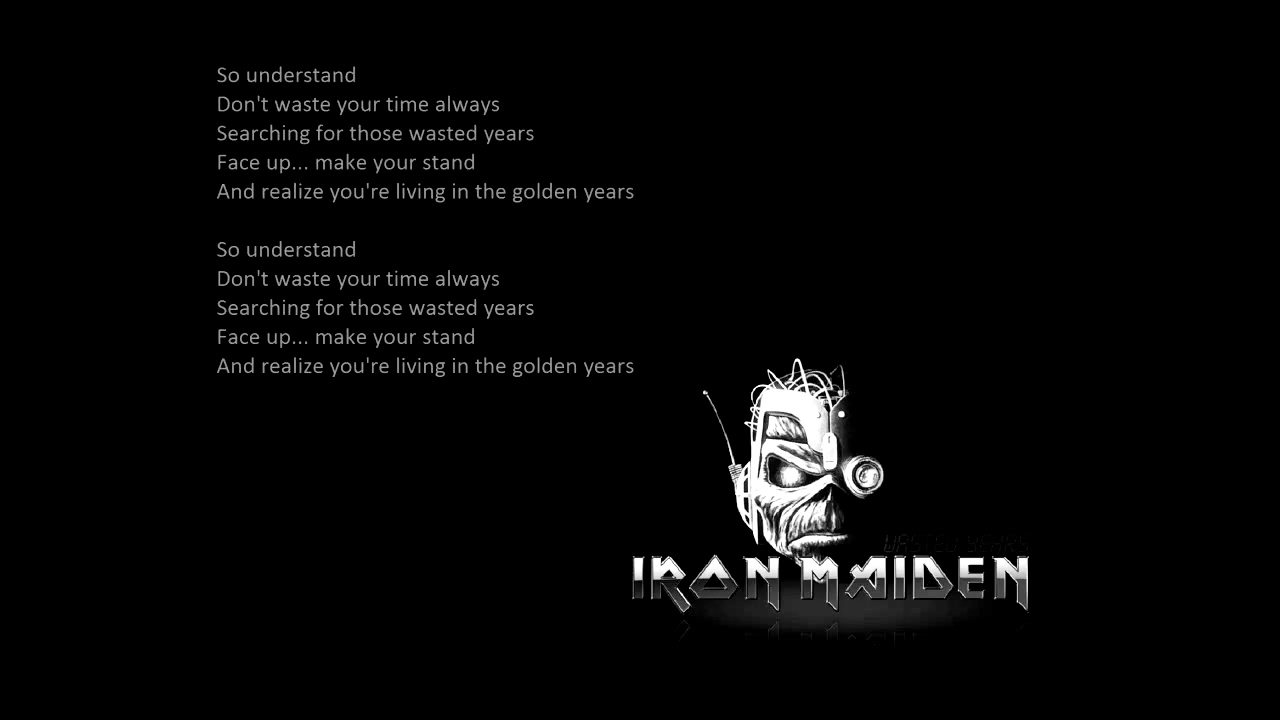 So understand
Don't waste your time always
Searching for those wasted years
Face up... make your stand
And realize you're living in the golden years
So understand
Don't waste your time always
Searching for those wasted years
Face up... make your stand
And realize you're living in the golden years
WASTED YEARS
IRON MAIDEN